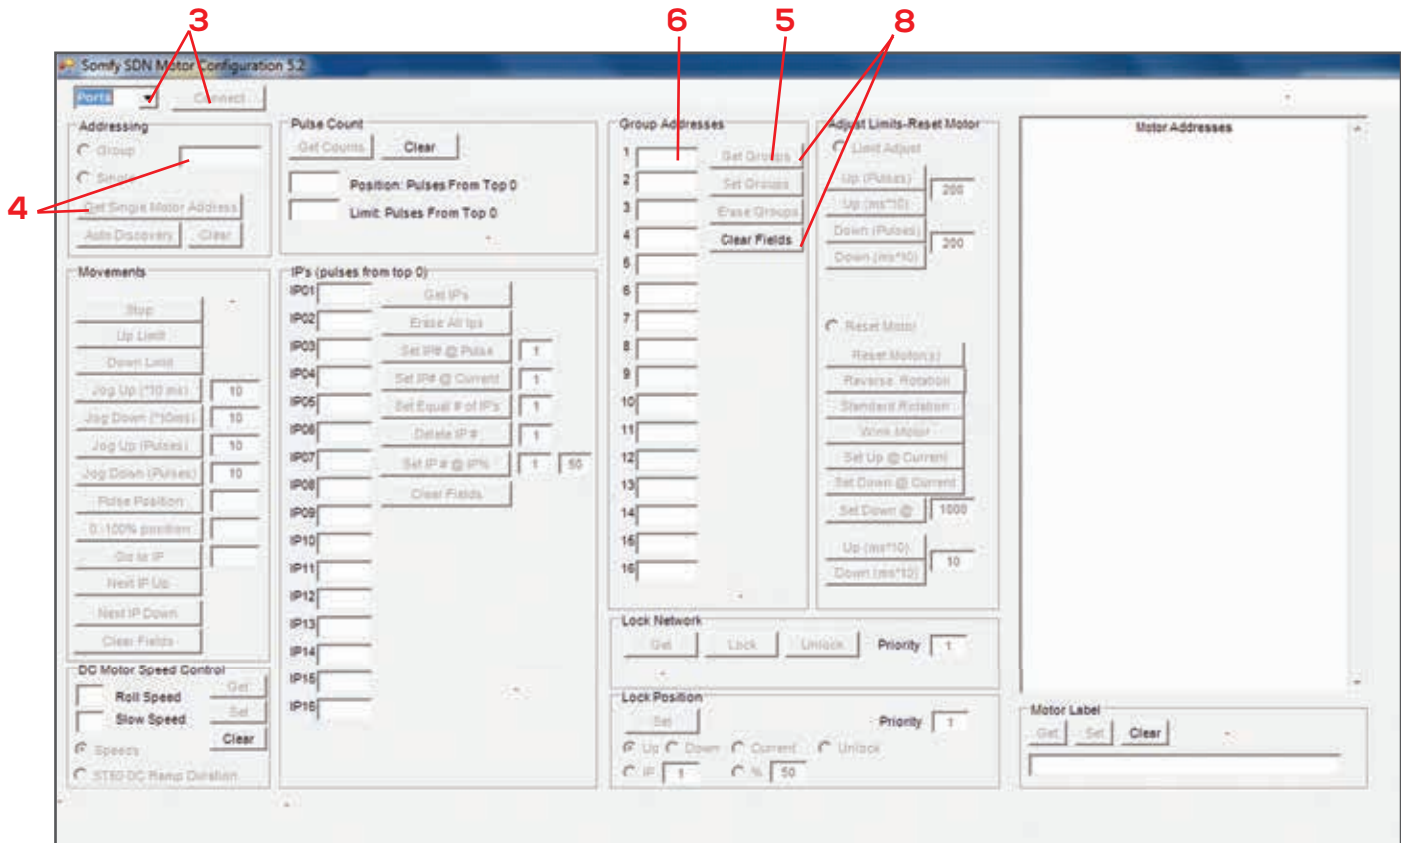 3
6
5
8
Somfy SDN Motor Configuration 5.2
Ports
Connect
Addressing
Group
Single
4
Get Single Motor Address
Auto Discovery
Clear
Pulse Count
Get Counts
Clear
Position: Pulses From Top 0
Limit: Pulses From Top 0
Movements
Stop
Up Limit
Down Limit
Jog Up (*10 ms)
10
Jog Down (*10ms)
10
Jog Up (Pulses)
10
Jog Down (Pulses)
10
Pulse Position
0 -100% position
Go to IP
Next IP Up
Next IP Down
Clear Fields
DC Motor Speed Control
Roll Speed
Get
Slow Speed
Set
Clear
Speeds
ST50 DC Ramp Duration
IP's (pulses from top 0)
IP01
Get IP's
IP02
Erase All Ips
IP03
Set IP# @ Pulse
1
IP04
Set IP# @ Current
1
IP05
Set Equal # of IP's
1
IP06
Delete IP #
1
IP07
Set IP # @ IP%
1
50
IP08
Clear Fields
IP09
IP10
IP11
IP12
IP13
IP14
IP15
IP16
Group Addresses
1
Get Groups
2
Set Groups
3
Erase Groups
4
Clear Fields
5
6
7
8
9
10
11
12
13
14
15
16
Adjust Limits-Reset Motor
Limit Adjust
Up (Pulses)
200
Up (ms*10)
Down (Pulses)
200
Down (ms*10)
Reset Motor
Reset Motor(s)
Reverse Rotation
Standard Rotation
Wink Motor
Set Up @ Current
Set Down @ Current
Set Down @
1000
Up (ms*10)
10
Down (ms*10)
Lock Network
Get
Lock
Unlock
Priority
1
Lock Position
Set
Priority
1
Up
Down
Current
Unlock
IP
1
%
50
Motor Addresses
Motor Label
Get
Set
Clear